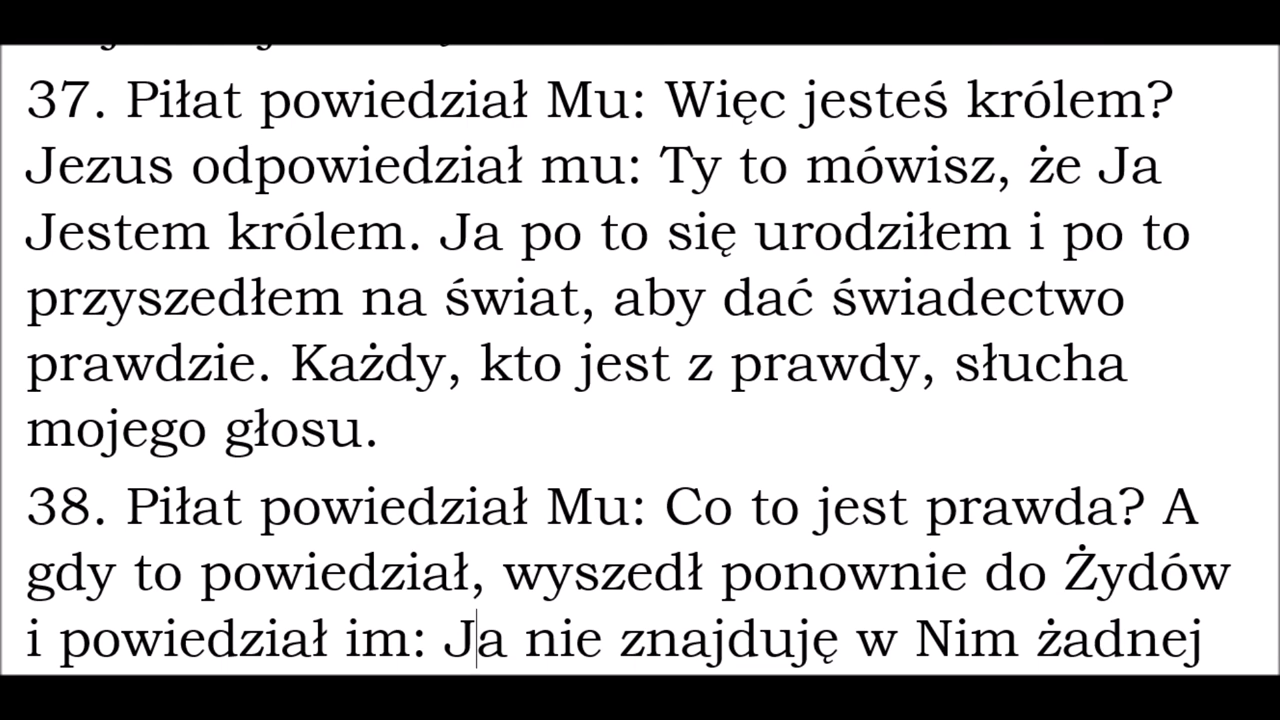 37. Piłat powiedział Mu: Więc jesteś królem?
Jezus odpowiedział mu: Ty to mówisz, że Ja
Jestem królem. Ja po to się urodziłem i po to
przyszedłem na świat, aby dać świadectwo
prawdzie. Każdy, kto jest z prawdy, słucha
mojego głosu.
38. Piłat powiedział Mu: Co to jest prawda? A
gdy to powiedział, wyszedł ponownie do Żydów
i powiedział im: Ja nie znajduję w Nim żadnej